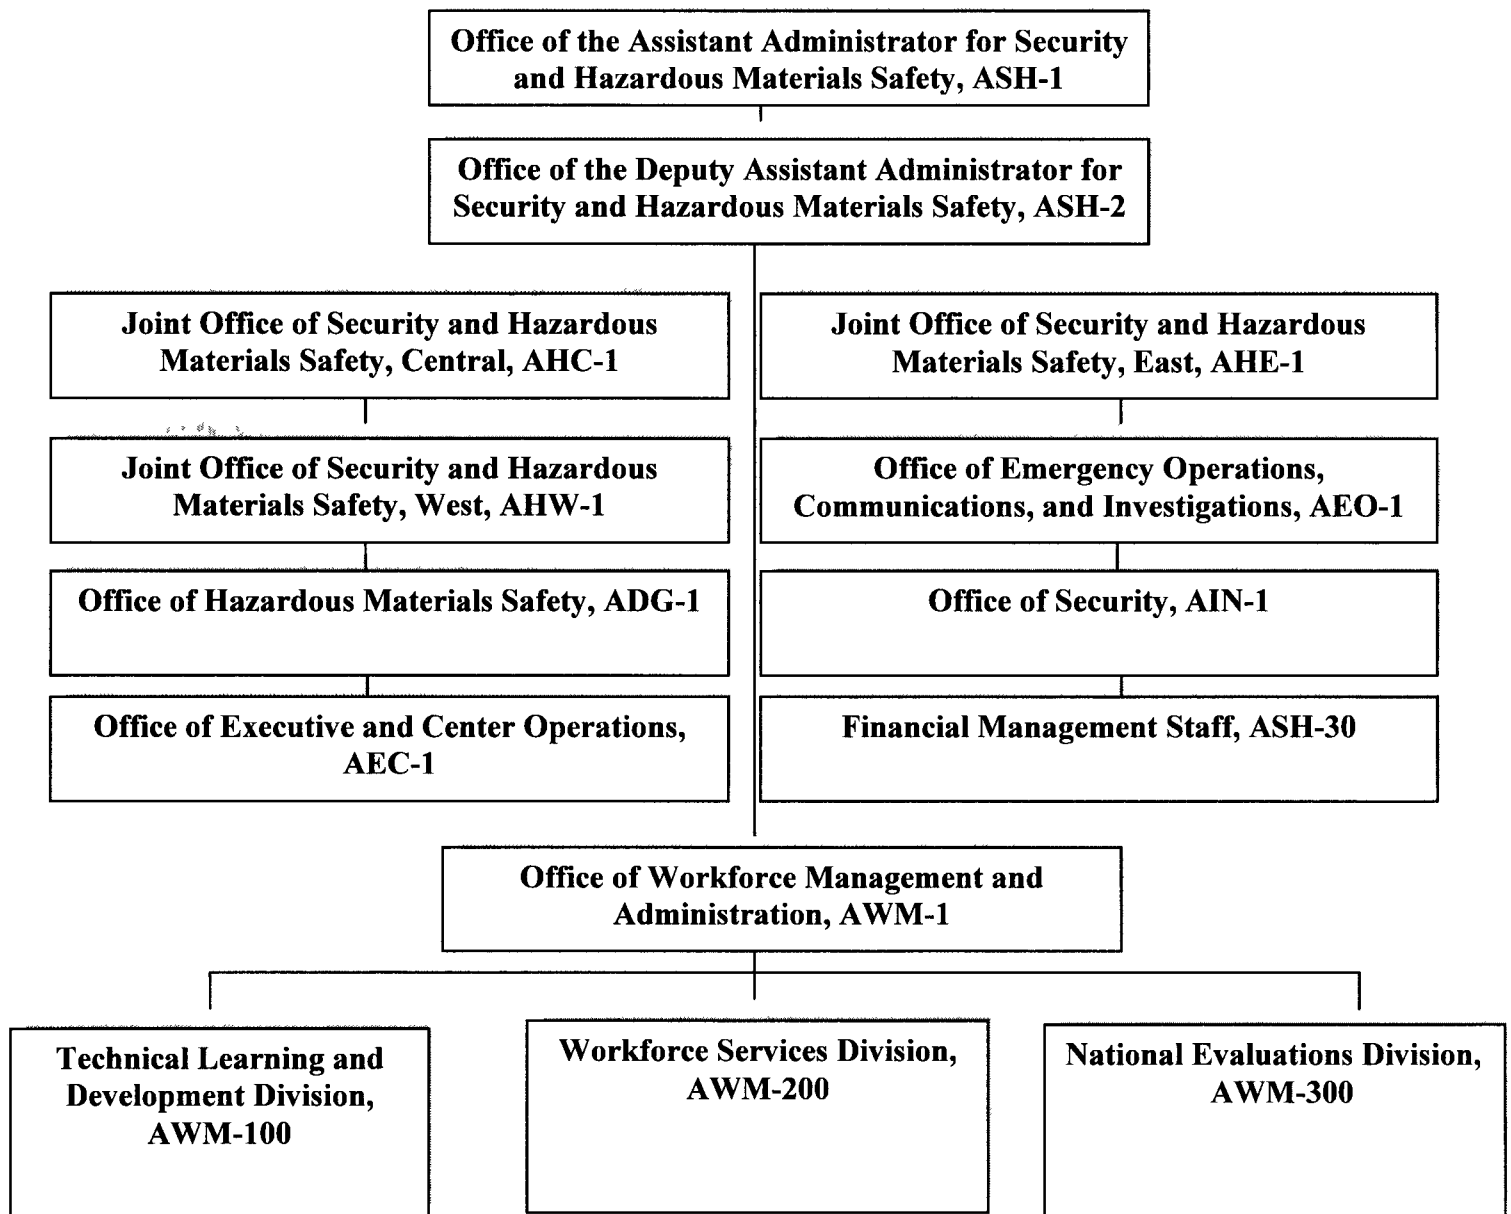 Office of the Assistant Administrator for Security
and Hazardous Materials Safety, ASH-1
Office of the Deputy Assistant Administrator for
Security and Hazardous Materials Safety, ASH-2
Joint Office of Security and Hazardous
Materials Safety, Central, AHC-1
Joint Office of Security and Hazardous
Materials Safety, East, AHE-1
Joint Office of Security and Hazardous
Materials Safety, West, AHW-1
Office of Emergency Operations,
Communications, and Investigations, AEO-1
Office of Hazardous Materials Safety, ADG-1
Office of Security, AIN-1
Office of Executive and Center Operations,
AEC-1
Financial Management Staff, ASH-30
Office of Workforce Management and
Administration, AWM-1
Technical Learning and
Development Division,
AWM-100
Workforce Services Division,
AWM-200
National Evaluations Division,
AWM-300